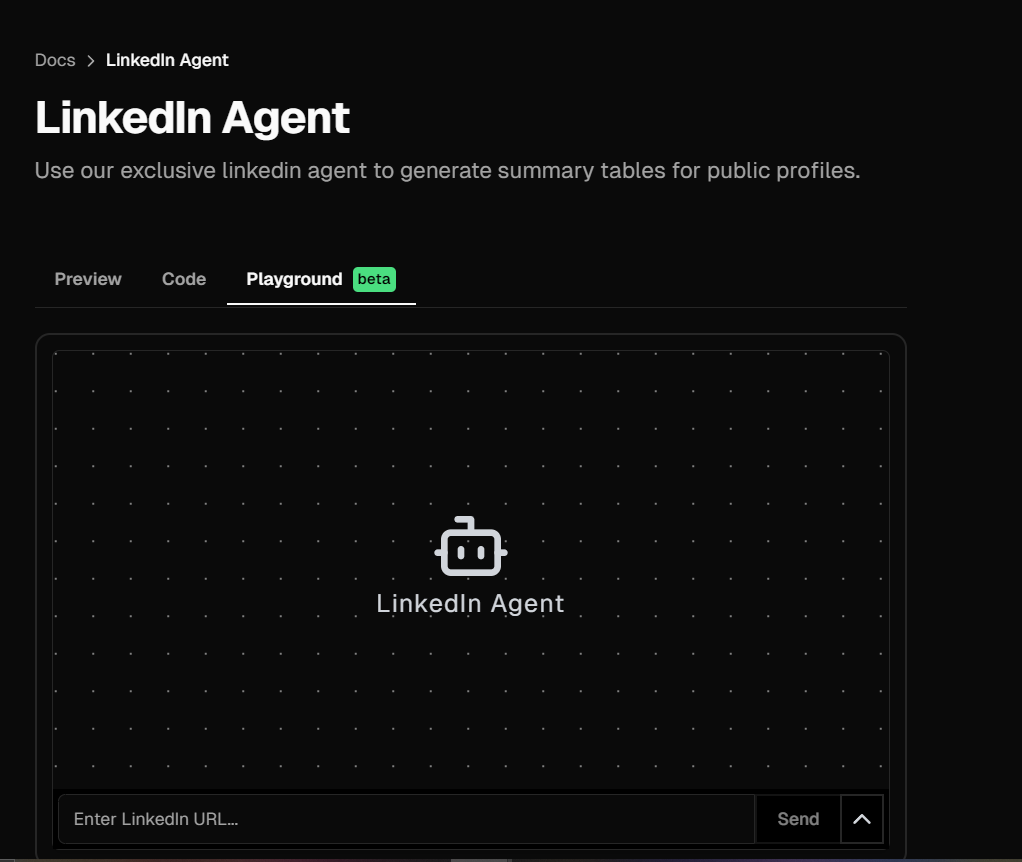 Docs > LinkedIn Agent
LinkedIn Agent
Use our exclusive linkedin agent to generate summary tables for public profiles.
Preview Code Playground beta
LinkedIn Agent
Enter LinkedIn URL... Send